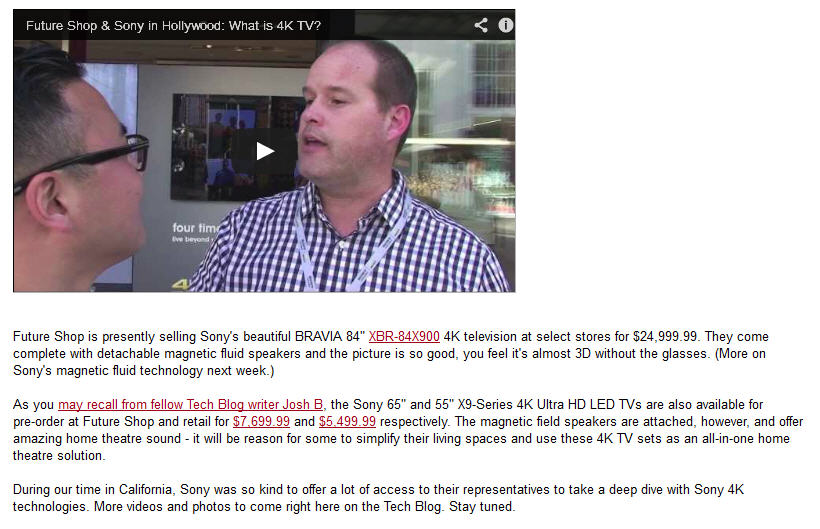 Future Shop & Sony in Hollywood: What is 4K TV?
four tim
live beyond
4
Future Shop is presently selling Sony's beautiful BRAVIA 84" XBR-84X900 4K television at select stores for $24,999.99. They come
complete with detachable magnetic fluid speakers and the picture is so good, you feel it's almost 3D without the glasses. (More on
Sony's magnetic fluid technology next week.)
As you may recall from fellow Tech Blog writer Josh B, the Sony 65" and 55" X9-Series 4K Ultra HD LED TVs are also available for
pre-order at Future Shop and retail for $7,699.99 and $5,499.99 respectively. The magnetic field speakers are attached, however, and offer
amazing home theatre sound - it will be reason for some to simplify their living spaces and use these 4K TV sets as an all-in-one home
theatre solution.
During our time in California, Sony was so kind to offer a lot of access to their representatives to take a deep dive with Sony 4K
technologies. More videos and photos to come right here on the Tech Blog. Stay tuned.